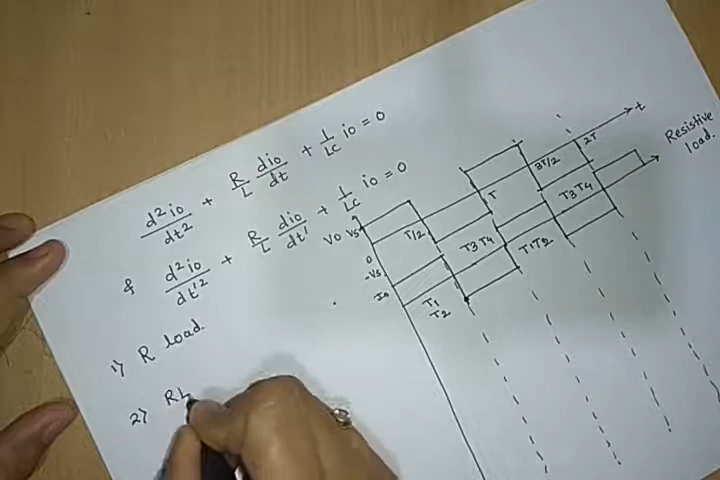 d²io/dt² + R/L dio/dt + 1/LC io = 0
& d²io/dt'² + R/L dio/dt' + 1/LC io = 0
1) R load.
2) RL
Vo Vs
0
-Vs
Io
T/2
T
3T/2
2T
t
T1
T2
T3 T4
T1 T2
T3 T4
Resistive
load.